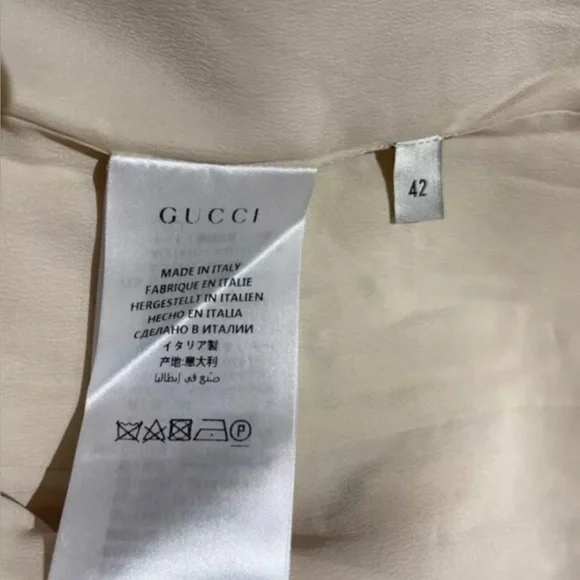 GUCCI
42
MADE IN ITALY
FABRIQUE EN ITALIE
HERGESTELLT IN ITALIEN
HECHO EN ITALIA
СДЕЛАНО В ИТАЛИИ
イタリア製
产地:意大利
صنع في إيطاليا
P